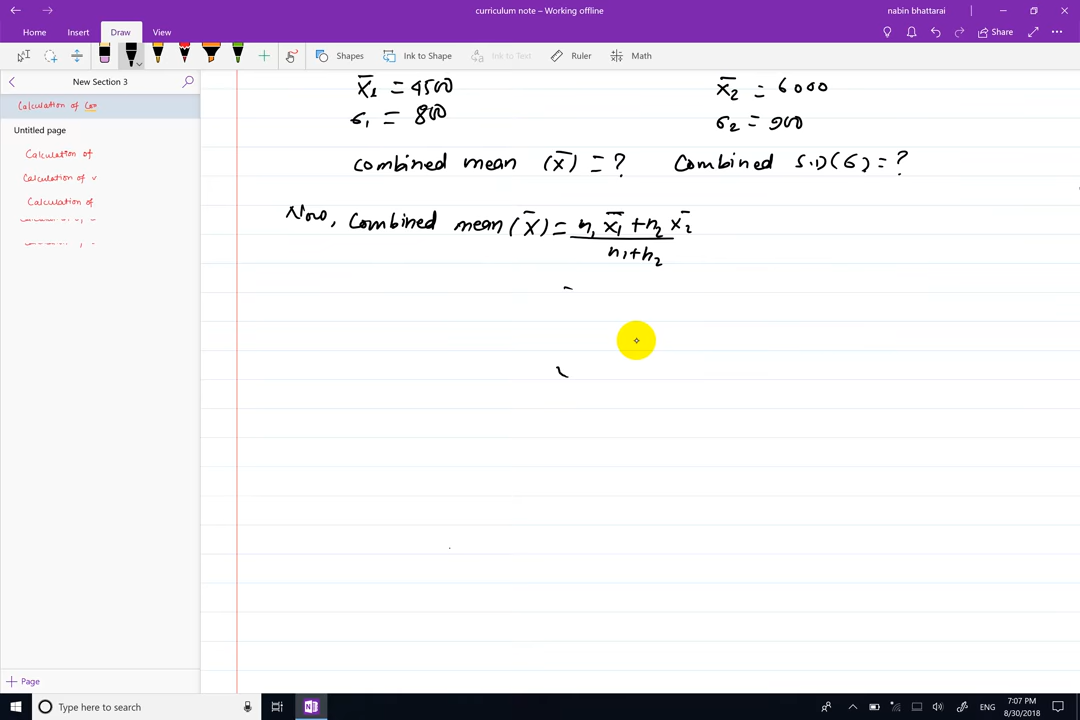 curriculum note – Working offline
nabin bhattarai
Home Insert Draw View
Share
Shapes Ink to Shape Ink to Text Ruler Math
New Section 3
Calculation of Com
Untitled page
Calculation of
Calculation of v
Calculation of
x̄₁ = 4500 x̄₂ = 6000
σ₁ = 800 σ₂ = 900
combined mean (x̄) = ? Combined S.D(σ) = ?
Now, Combined mean (x̄) = n₁ x̄₁ + n₂ x̄₂
n₁+n₂
Page
Type here to search
ENG
7:07 PM
8/30/2018